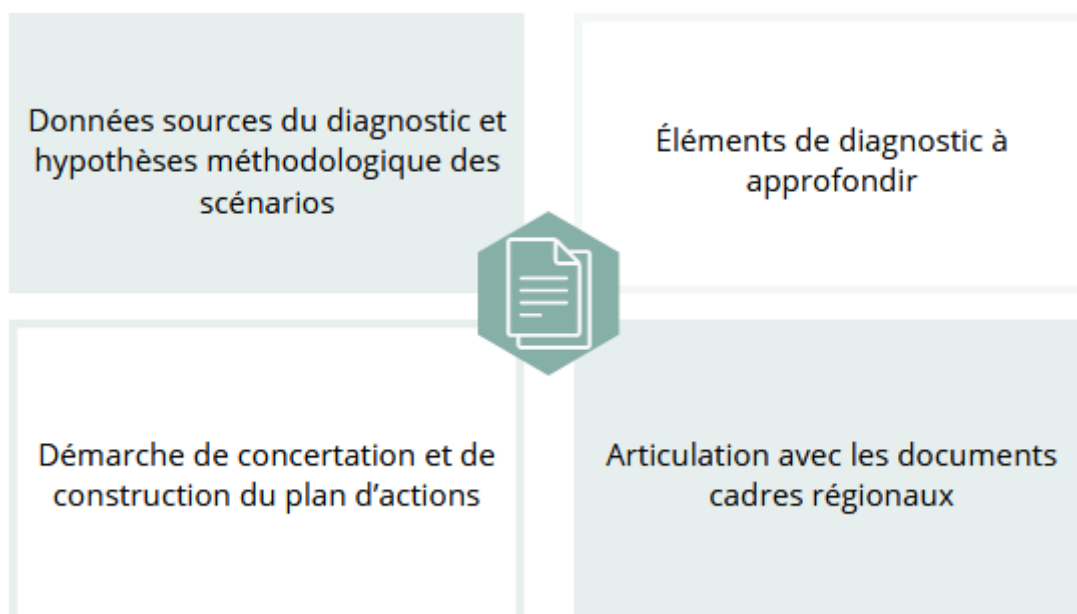 Données sources du diagnostic et
hypothèses méthodologique des
scénarios
Éléments de diagnostic à
approfondir
Démarche de concertation et de
construction du plan d’actions
Articulation avec les documents
cadres régionaux